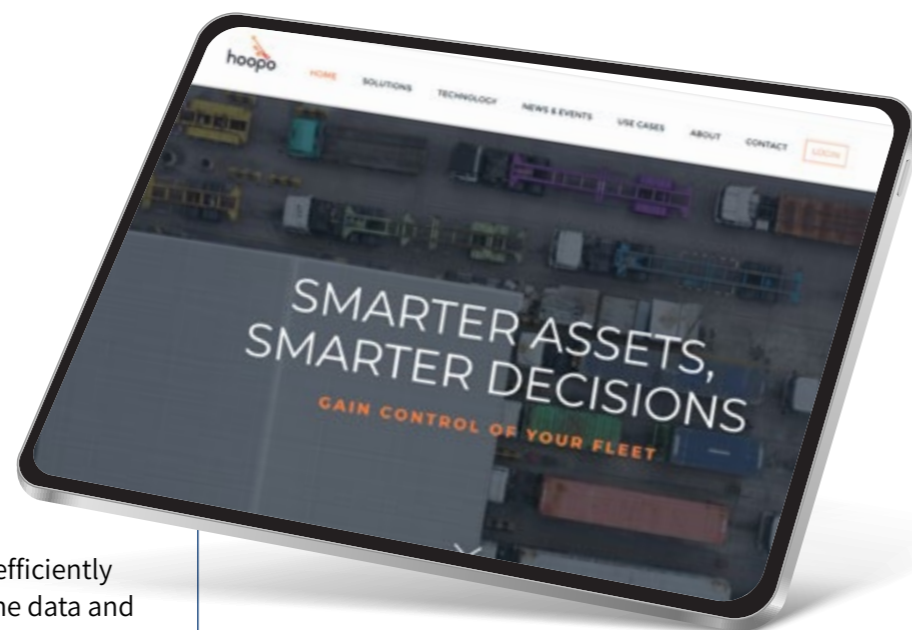 hoopo
HOME SOLUTIONS TECHNOLOGY NEWS & EVENTS USE CASES ABOUT CONTACT LOGIN
SMARTER ASSETS,
SMARTER DECISIONS
GAIN CONTROL OF YOUR FLEET
efficiently
ne data and